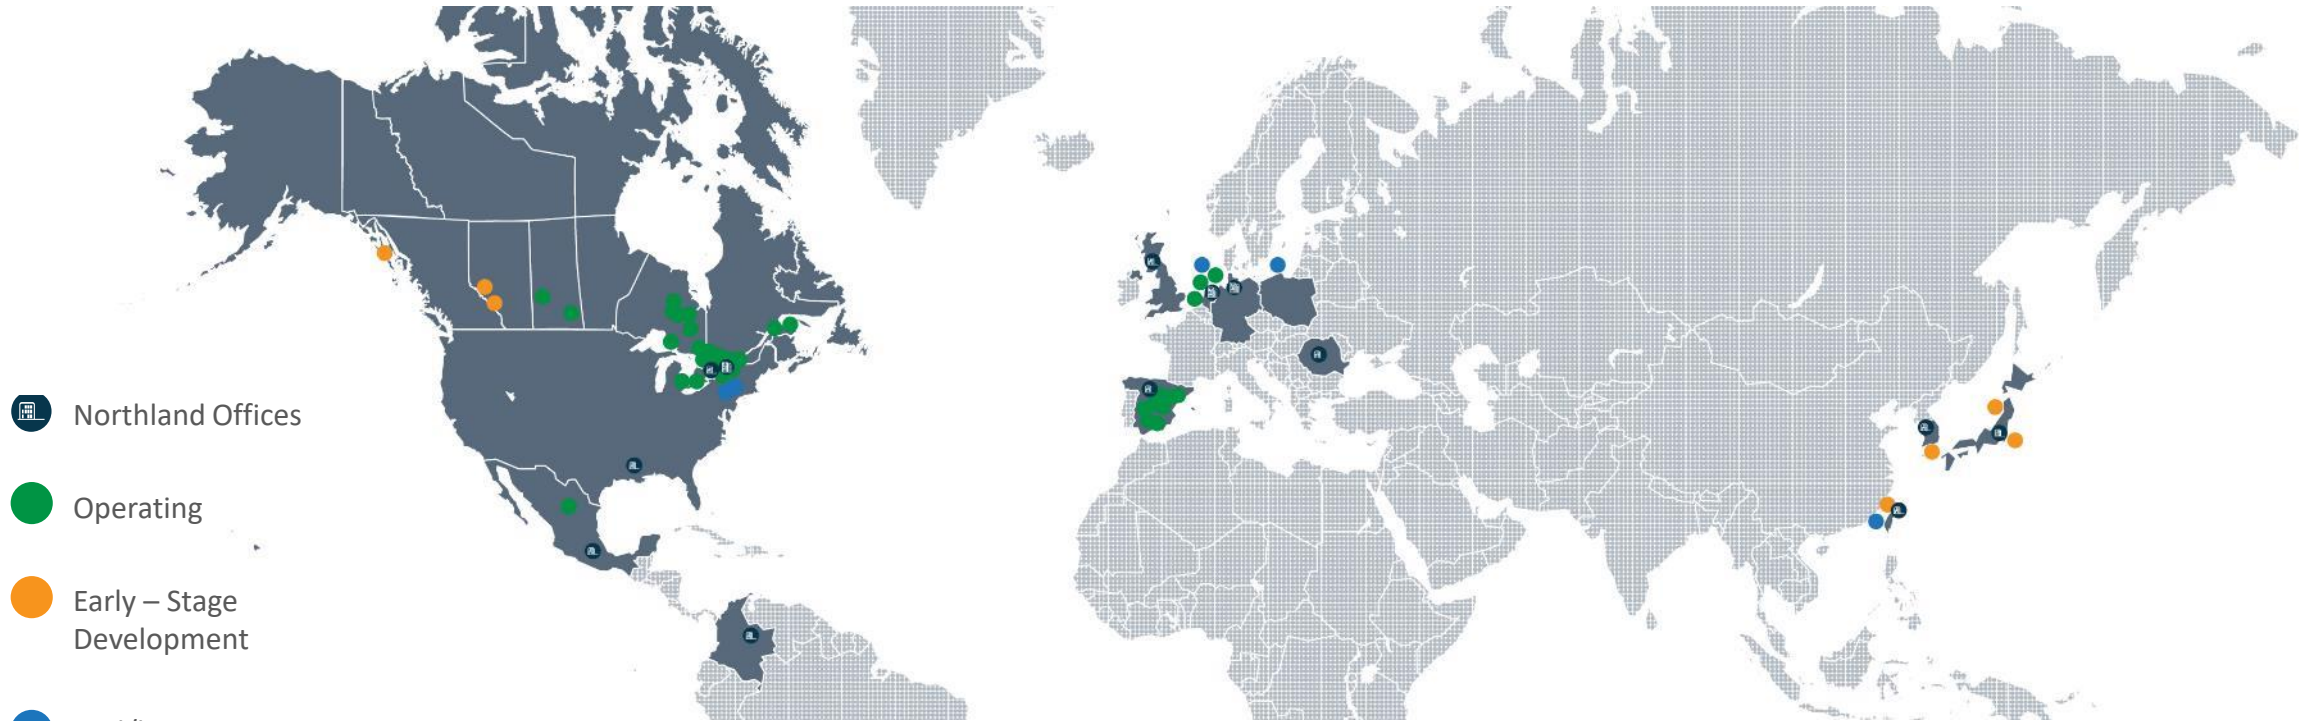 Northland Offices
Operating
Early – Stage
Development